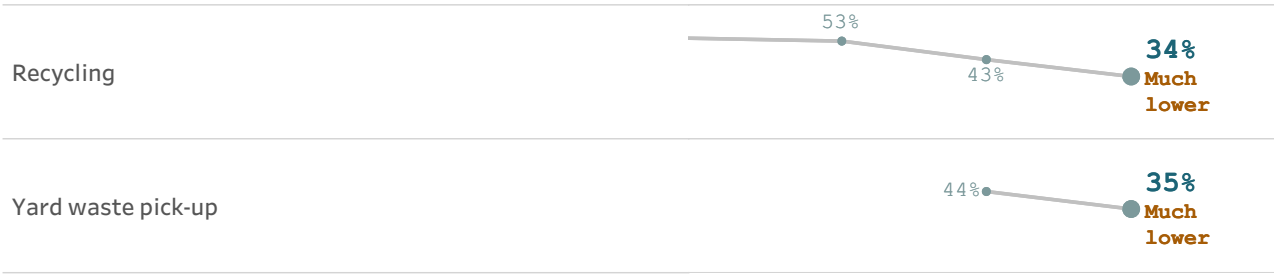 53%
34%
Recycling
43%
Much
lower
35%
44%
Yard waste pick-up
Much
lower